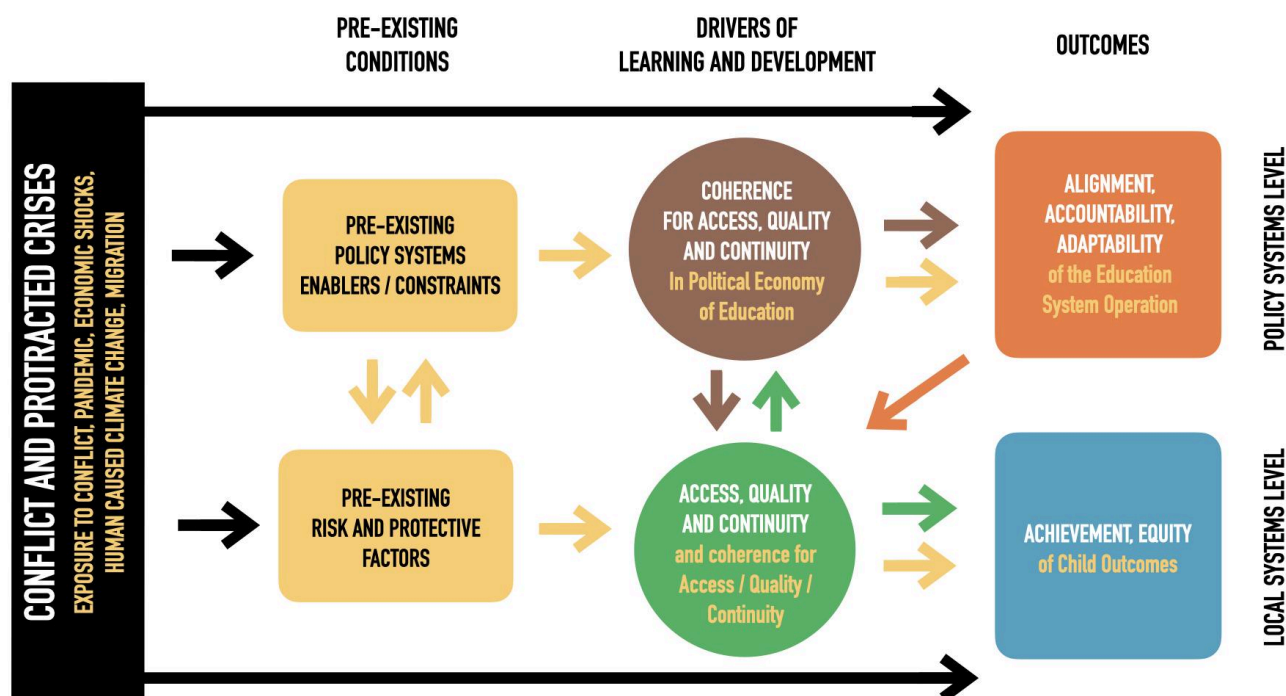 PRE-EXISTING
CONDITIONS
DRIVERS OF
LEARNING AND DEVELOPMENT
OUTCOMES
CONFLICT AND PROTRACTED CRISES
EXPOSURE TO CONFLICT, PANDEMIC, ECONOMIC SHOCKS,
HUMAN CAUSED CLIMATE CHANGE, MIGRATION
PRE-EXISTING
POLICY SYSTEMS
ENABLERS / CONSTRAINTS
COHERENCE
FOR ACCESS, QUALITY
AND CONTINUITY
In Political Economy
of Education
ALIGNMENT,
ACCOUNTABILITY,
ADAPTABILITY
of the Education
System Operation
POLICY SYSTEMS LEVEL
PRE-EXISTING
RISK AND PROTECTIVE
FACTORS
ACCESS, QUALITY
AND CONTINUITY
and coherence for
Access / Quality /
Continuity
ACHIEVEMENT, EQUITY
of Child Outcomes
LOCAL SYSTEMS LEVEL